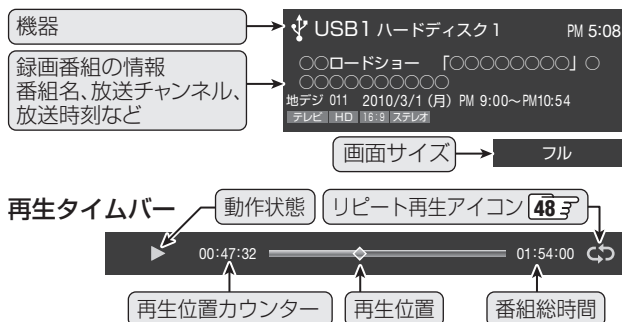 機器
USB1 ハードディスク1 PM 5:08
録画番組の情報
番組名、放送チャンネル、
放送時刻など
○○ロードショー 「○○○○○○○○」○
○○○○○○○○○○
地デジ 011 2010/3/1 (月) PM 9:00~PM10:54
テレビ HD 16:9 ステレオ
画面サイズ フル
再生タイムバー 動作状態 リピート再生アイコン 48
00:47:32 01:54:00
再生位置カウンター 再生位置 番組総時間